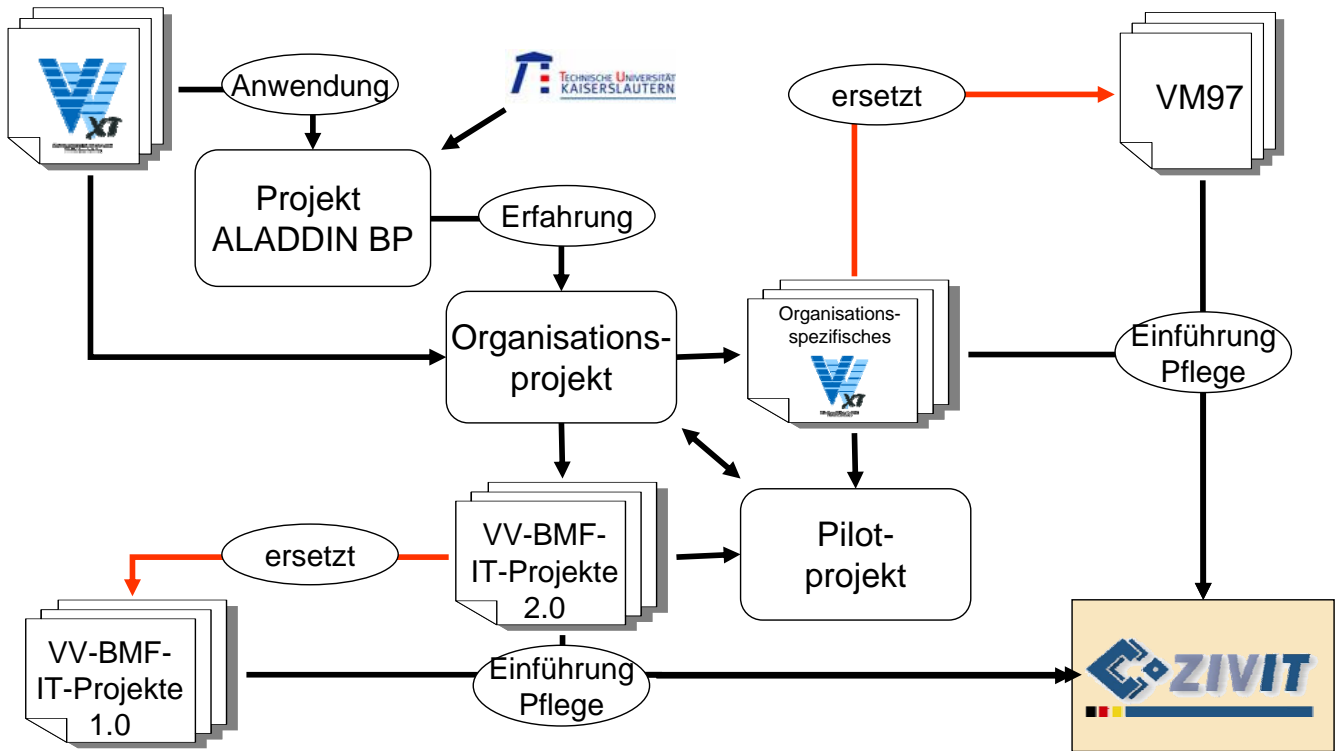 XT
Anwendung
TECHNISCHE UNIVERSITÄT
KAISERSLAUTERN
ersetzt
VM97
Projekt
ALADDIN BP
Erfahrung
Organisations-
projekt
Organisations-
spezifisches
XT
Einführung
Pflege
VV-BMF-
IT-Projekte
2.0
Pilot-
projekt
ersetzt
VV-BMF-
IT-Projekte
1.0
Einführung
Pflege
ZIVIT